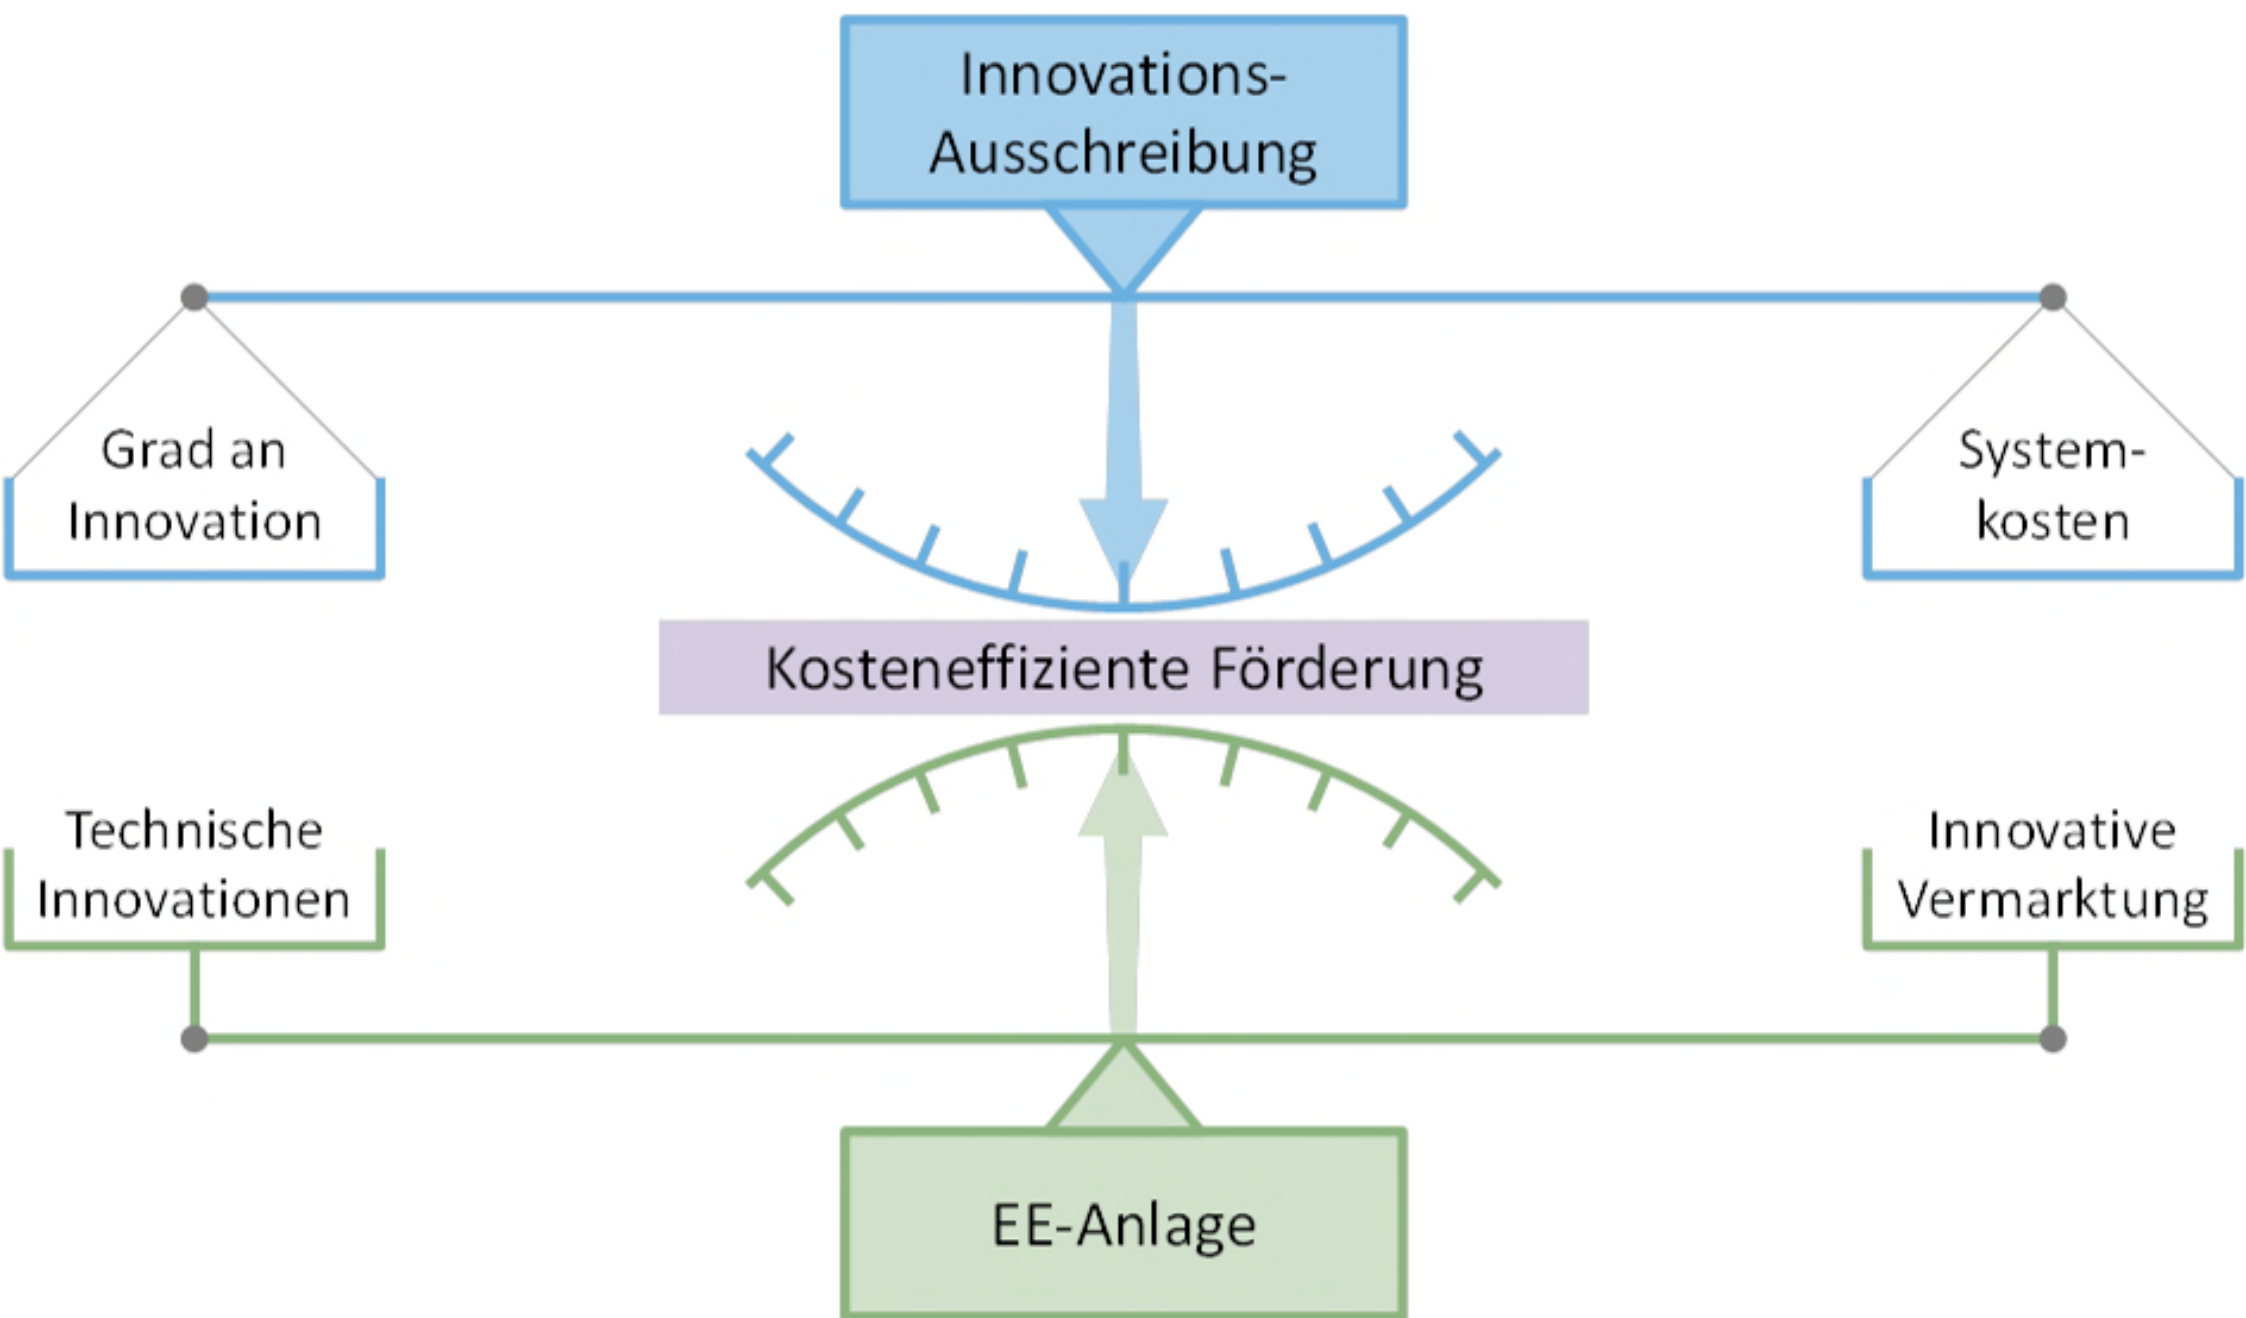 Innovations-
Ausschreibung
Grad an
Innovation
System-
kosten
Kosteneffiziente Förderung
Technische
Innovationen
Innovative
Vermarktung
EE-Anlage